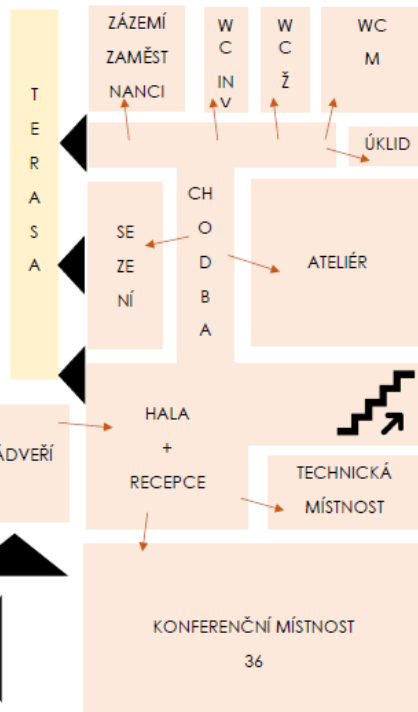 ZÁZEMÍ
ZAMĚST
NANCI
W
C
IN
V
W
C
Ž
WC
M
ÚKLID
T
E
R
A
S
A
CH
O
D
B
A
SE
ZE
NÍ
ATELIÉR
ÁDVEŘÍ
HALA
+
RECEPCE
TECHNICKÁ
MÍSTNOST
KONFERENČNÍ MÍSTNOST
36